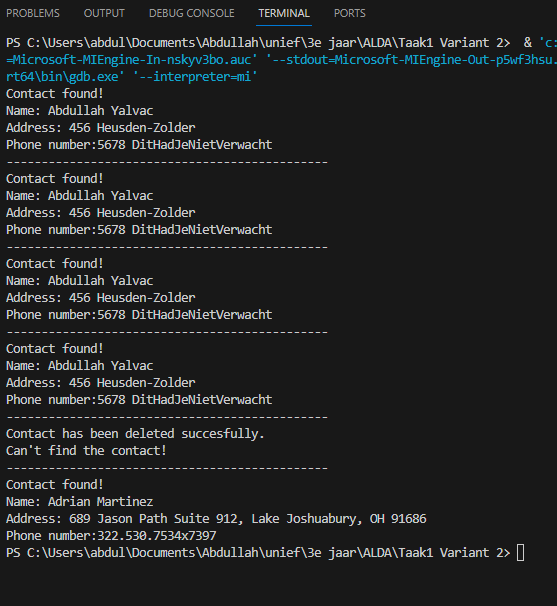 PROBLEMS OUTPUT DEBUG CONSOLE TERMINAL PORTS
PS C:\Users\abdul\Documents\Abdullah\unief\3e jaar\ALDA\Taak1 Variant 2>  & 'c:
=Microsoft-MIEngine-In-nskyv3bo.auc' '--stdout=Microsoft-MIEngine-Out-p5wf3hsu.
rt64\bin\gdb.exe' '--interpreter=mi'
Contact found!
Name: Abdullah Yalvac
Address: 456 Heusden-Zolder
Phone number:5678 DitHadJeNietVerwacht
----------------------------------------------
Contact found!
Name: Abdullah Yalvac
Address: 456 Heusden-Zolder
Phone number:5678 DitHadJeNietVerwacht
----------------------------------------------
Contact found!
Name: Abdullah Yalvac
Address: 456 Heusden-Zolder
Phone number:5678 DitHadJeNietVerwacht
----------------------------------------------
Contact found!
Name: Abdullah Yalvac
Address: 456 Heusden-Zolder
Phone number:5678 DitHadJeNietVerwacht
----------------------------------------------
Contact has been deleted succesfully.
Can't find the contact!
----------------------------------------------
Contact found!
Name: Adrian Martinez
Address: 689 Jason Path Suite 912, Lake Joshuabury, OH 91686
Phone number:322.530.7534x7397
PS C:\Users\abdul\Documents\Abdullah\unief\3e jaar\ALDA\Taak1 Variant 2>